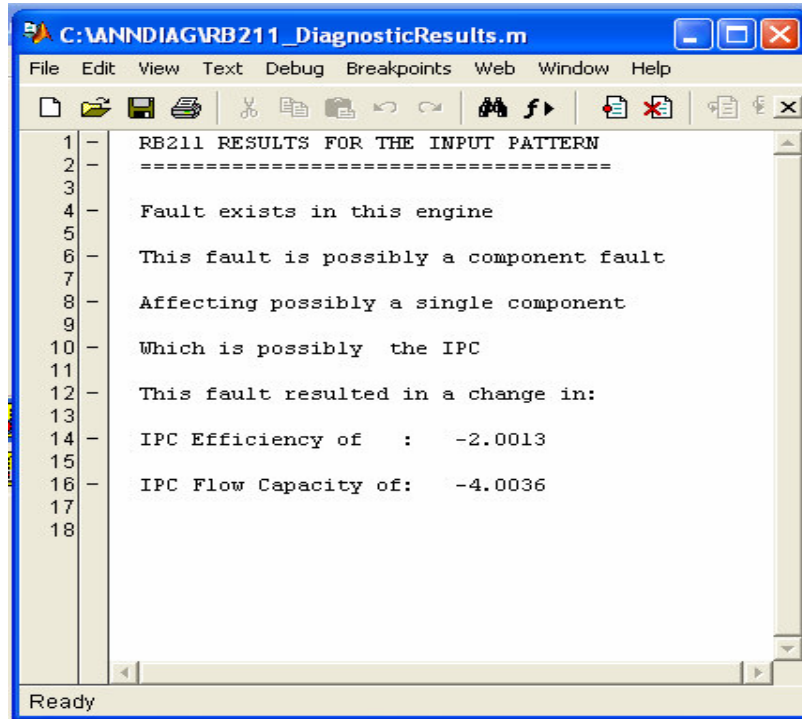 C:\ANNDIAG\RB211_DiagnosticResults.m
File Edit View Text Debug Breakpoints Web Window Help
1 – RB211 RESULTS FOR THE INPUT PATTERN
2 – ====================================
3
4 – Fault exists in this engine
5
6 – This fault is possibly a component fault
7
8 – Affecting possibly a single component
9
10 – Which is possibly  the IPC
11
12 – This fault resulted in a change in:
13
14 – IPC Efficiency of   :   -2.0013
15
16 – IPC Flow Capacity of:   -4.0036
17
18
Ready